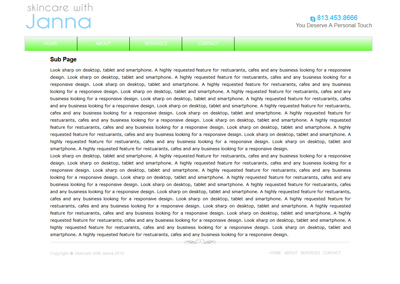 skincare with
Janna
813.453.8666
You Deserve A Personal Touch
HOME ABOUT SERVICES CONTACT
Sub Page
Look sharp on desktop, tablet and smartphone. A highly requested feature for restuarants, cafes and any business looking for a responsive
design. Look sharp on desktop, tablet and smartphone. A highly requested feature for restuarants, cafes and any business looking for a
responsive design. Look sharp on desktop, tablet and smartphone. A highly requested feature for restuarants, cafes and any business
looking for a responsive design. Look sharp on desktop, tablet and smartphone. A highly requested feature for restuarants, cafes and any
business looking for a responsive design. Look sharp on desktop, tablet and smartphone. A highly requested feature for restuarants,
cafes and any business looking for a responsive design. Look sharp on desktop, tablet and smartphone. A highly requested feature for
restuarants, cafes and any business looking for a responsive design. Look sharp on desktop, tablet and smartphone. A highly requested
feature for restuarants, cafes and any business looking for a responsive design. Look sharp on desktop, tablet and smartphone. A highly
requested feature for restuarants, cafes and any business looking for a responsive design. Look sharp on desktop, tablet and
smartphone. A highly requested feature for restuarants, cafes and any business looking for a responsive design. Look sharp on desktop,
tablet and smartphone. A highly requested feature for restuarants, cafes and any business looking for a responsive design.
Look sharp on desktop, tablet and smartphone. A highly requested feature for restuarants, cafes and any business looking for a responsive
design. Look sharp on desktop, tablet and smartphone. A highly requested feature for restuarants, cafes and any business looking for a
responsive design. Look sharp on desktop, tablet and smartphone. A highly requested feature for restuarants, cafes and any business
looking for a responsive design. Look sharp on desktop, tablet and smartphone. A highly requested feature for restuarants, cafes and any
business looking for a responsive design. Look sharp on desktop, tablet and smartphone. A highly requested feature for restuarants,
cafes and any business looking for a responsive design. Look sharp on desktop, tablet and smartphone. A highly requested feature for
restuarants, cafes and any business looking for a responsive design. Look sharp on desktop, tablet and smartphone. A highly requested
feature for restuarants, cafes and any business looking for a responsive design. Look sharp on desktop, tablet and smartphone. A highly
requested feature for restuarants, cafes and any business looking for a responsive design. Look sharp on desktop, tablet and
smartphone. A highly requested feature for restuarants, cafes and any business looking for a responsive design. Look sharp on desktop,
tablet and smartphone. A highly requested feature for restuarants, cafes and any business looking for a responsive design.
Copyright © Skincare With Janna
HOME ABOUT SERVICES CONTACT